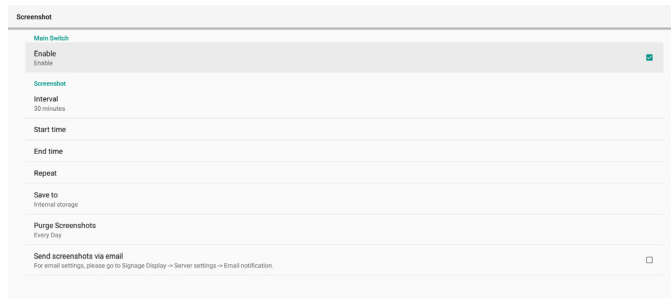 Screenshot
Main Switch
Enable
Enable
Screenshot
Interval
30 minutes
Start time
End time
Repeat
Save to
Internal storage
Purge Screenshots
Every Day
Send screenshots via email
For email settings, please go to Signage Display -> Server settings -> Email notification.